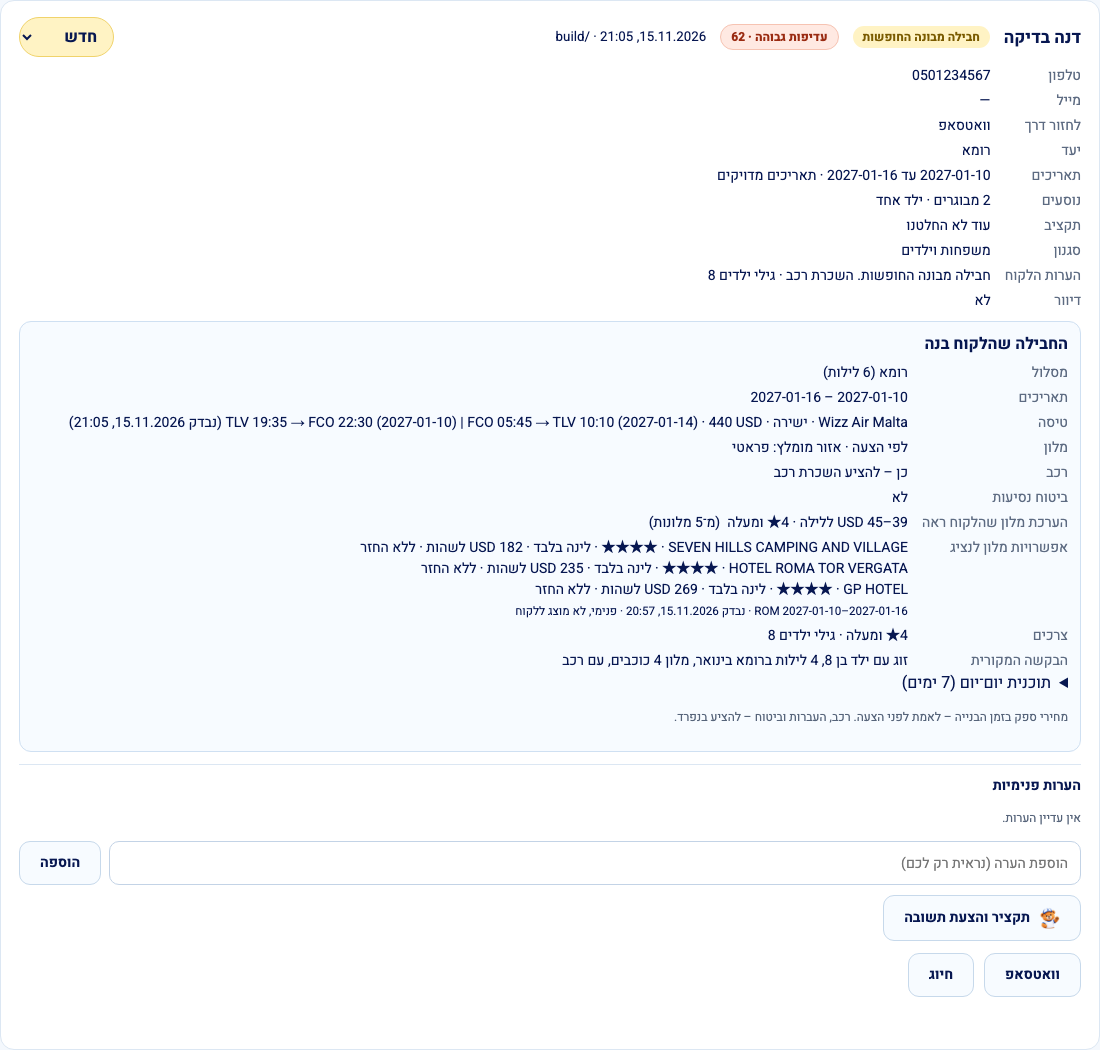 דנה בדיקה חבילה מבונה החופשות עדיפות גבוהה · 62 15.11.2026, 21:05 · /build חדש
טלפון 0501234567
מייל —
לחזור דרך וואטסאפ
יעד רומא
תאריכים 2027-01-10 עד 2027-01-16 · תאריכים מדויקים
נוסעים 2 מבוגרים · ילד אחד
תקציב עוד לא החלטנו
סגנון משפחות וילדים
הערות הלקוח חבילה מבונה החופשות. השכרת רכב · גילי ילדים 8
דיוור לא
החבילה שהלקוח בנה
מסלול רומא (6 לילות)
תאריכים 2027-01-10 – 2027-01-16
טיסה Wizz Air Malta · ישירה · TLV 19:35 → FCO 22:30 (2027-01-10) | FCO 05:45 → TLV 10:10 (2027-01-14) · 440 USD (נבדק 15.11.2026, 21:05)
מלון לפי הצעה · אזור מומלץ: פראטי
רכב כן – להציע השכרת רכב
ביטוח נסיעות לא
הערכת מלון שהלקוח ראה 39–45 USD ללילה · 4★ ומעלה (מ־5 מלונות)
אפשרויות מלון לנציג SEVEN HILLS CAMPING AND VILLAGE · ★★★★ · לינה בלבד · 182 USD לשהות · ללא החזר
HOTEL ROMA TOR VERGATA · ★★★★ · לינה בלבד · 235 USD לשהות · ללא החזר
GP HOTEL · ★★★★ · לינה בלבד · 269 USD לשהות · ללא החזר
ROM 2027-01-10–2027-01-16 · נבדק 15.11.2026, 20:57 · פנימי, לא מוצג ללקוח
צרכים 4★ ומעלה · גילי ילדים 8
הבקשה המקורית זוג עם ילד בן 8, 4 לילות ברומא בינואר, מלון 4 כוכבים, עם רכב
◀ תוכנית יום־יום (7 ימים)
מחירי ספק בזמן הבנייה – לאמת לפני הצעה. רכב, העברות וביטוח – להציע בנפרד.
הערות פנימיות
אין עדיין הערות.
הוספת הערה (נראית רק לכם) הוספה
תקציר והצעת תשובה
וואטסאפ חיוג